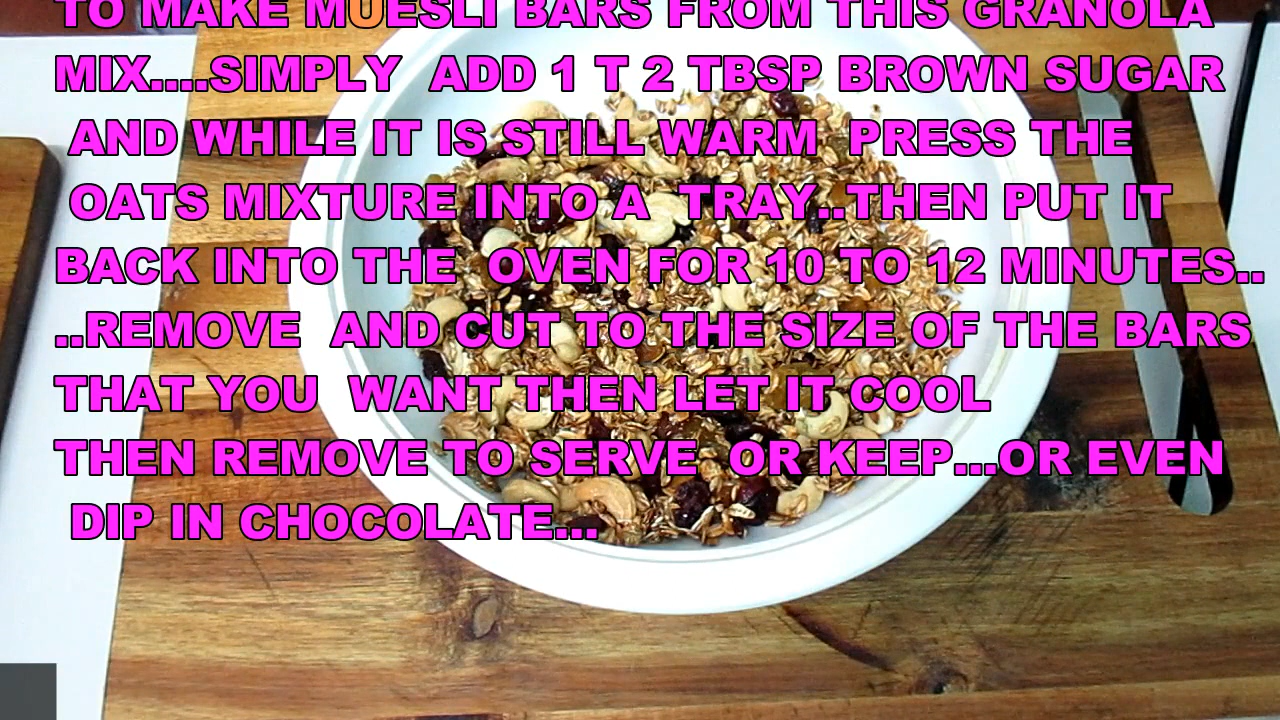 TO MAKE MUESLI BARS FROM THIS GRANOLA
MIX....SIMPLY ADD 1 T 2 TBSP BROWN SUGAR
AND WHILE IT IS STILL WARM PRESS THE
OATS MIXTURE INTO A TRAY..THEN PUT IT
BACK INTO THE OVEN FOR 10 TO 12 MINUTES..
..REMOVE AND CUT TO THE SIZE OF THE BARS
THAT YOU WANT THEN LET IT COOL
THEN REMOVE TO SERVE OR KEEP...OR EVEN
DIP IN CHOCOLATE...